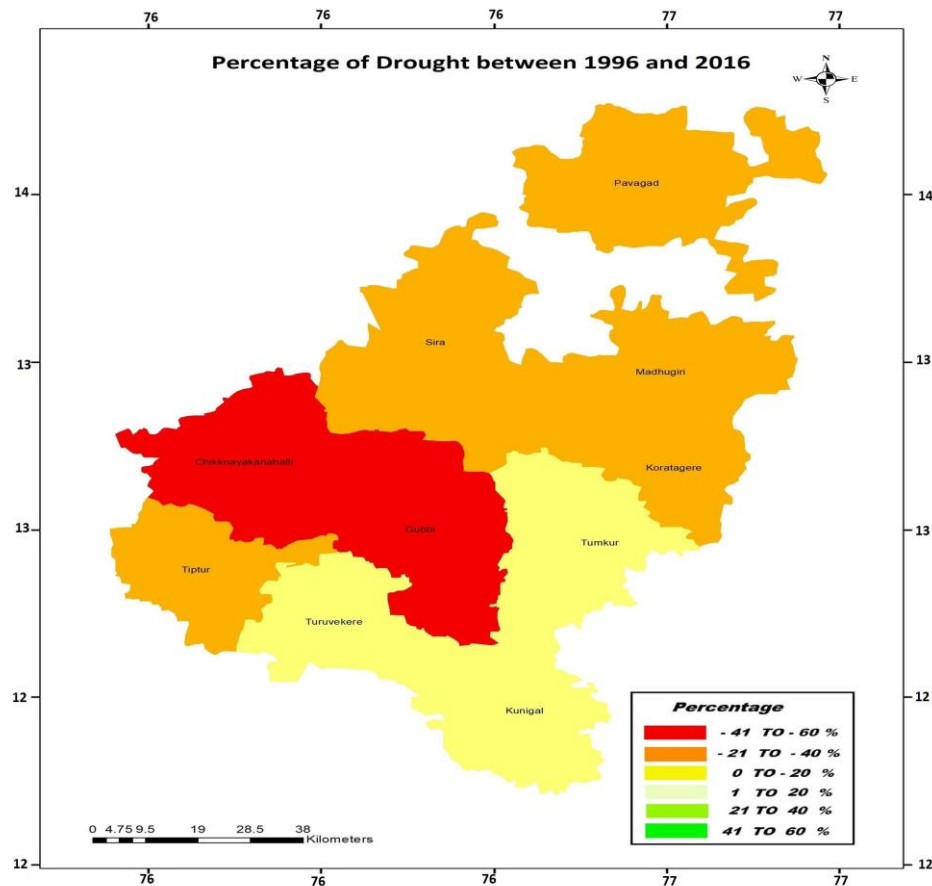 76 76 76 77 77
Percentage of Drought between 1996 and 2016
N
W E
S
14 14
Pavagad
Sira
13 13
Madhugiri
Chikknayakanahalli
Koratagere
Gubbi
13 13
Tumkur
Tiptur
Turuvekere
12 12
Kunigal
Percentage
- 41 TO - 60 %
- 21 TO - 40 %
0 TO - 20 %
1 TO 20 %
21 TO 40 %
41 TO 60 %
0 4.75 9.5 19 28.5 38
Kilometers
12 12
76 76 76 77 77